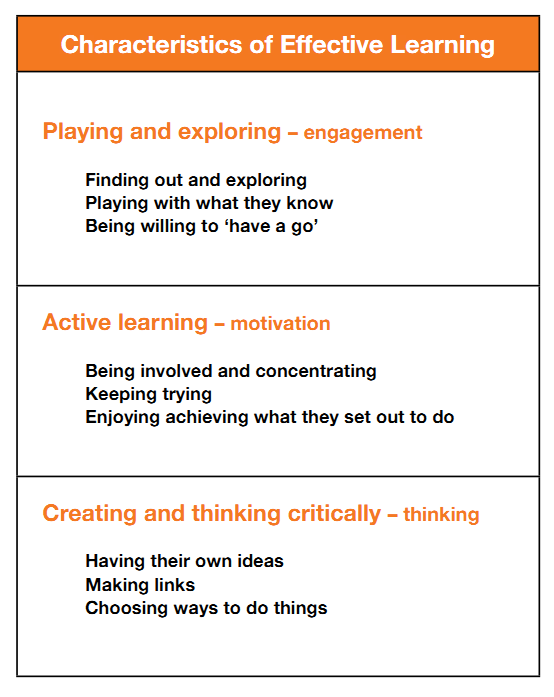 Characteristics of Effective Learning
Playing and exploring – engagement
Finding out and exploring
Playing with what they know
Being willing to ‘have a go’
Active learning – motivation
Being involved and concentrating
Keeping trying
Enjoying achieving what they set out to do
Creating and thinking critically – thinking
Having their own ideas
Making links
Choosing ways to do things